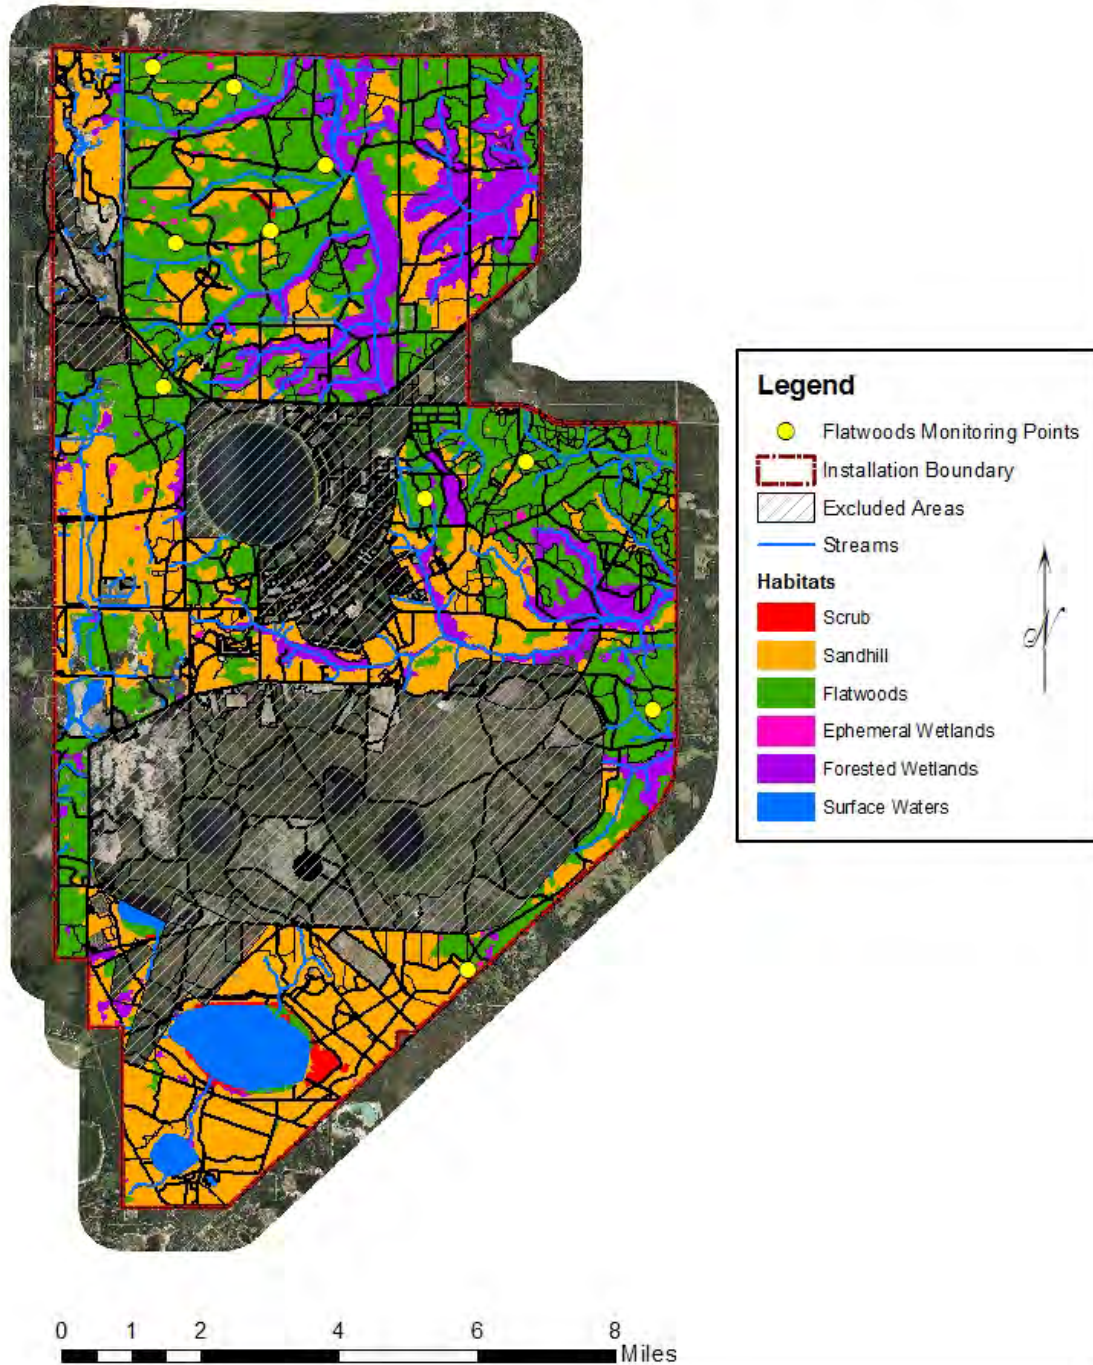 Legend
Flatwoods Monitoring Points
Installation Boundary
Excluded Areas
Streams
Habitats
Scrub
Sandhill
Flatwoods
Ephemeral Wetlands
Forested Wetlands
Surface Waters
N
0 1 2 4 6 8
Miles